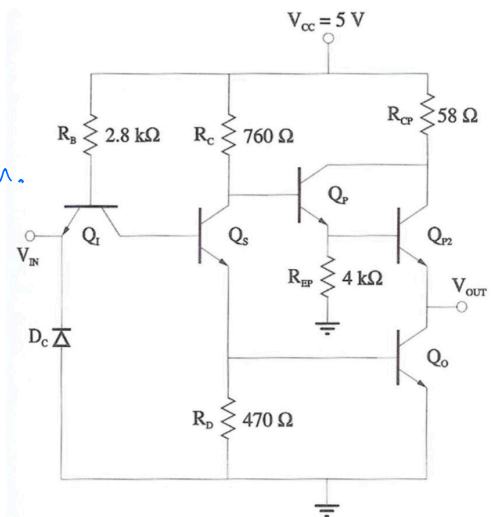 V_CC = 5 V
R_B 2.8 kΩ
R_C 760 Ω
R_CP 58 Ω
Q_I
Q_S
Q_P
Q_P2
V_IN
R_EP 4 kΩ
V_OUT
D_C
Q_O
R_D 470 Ω